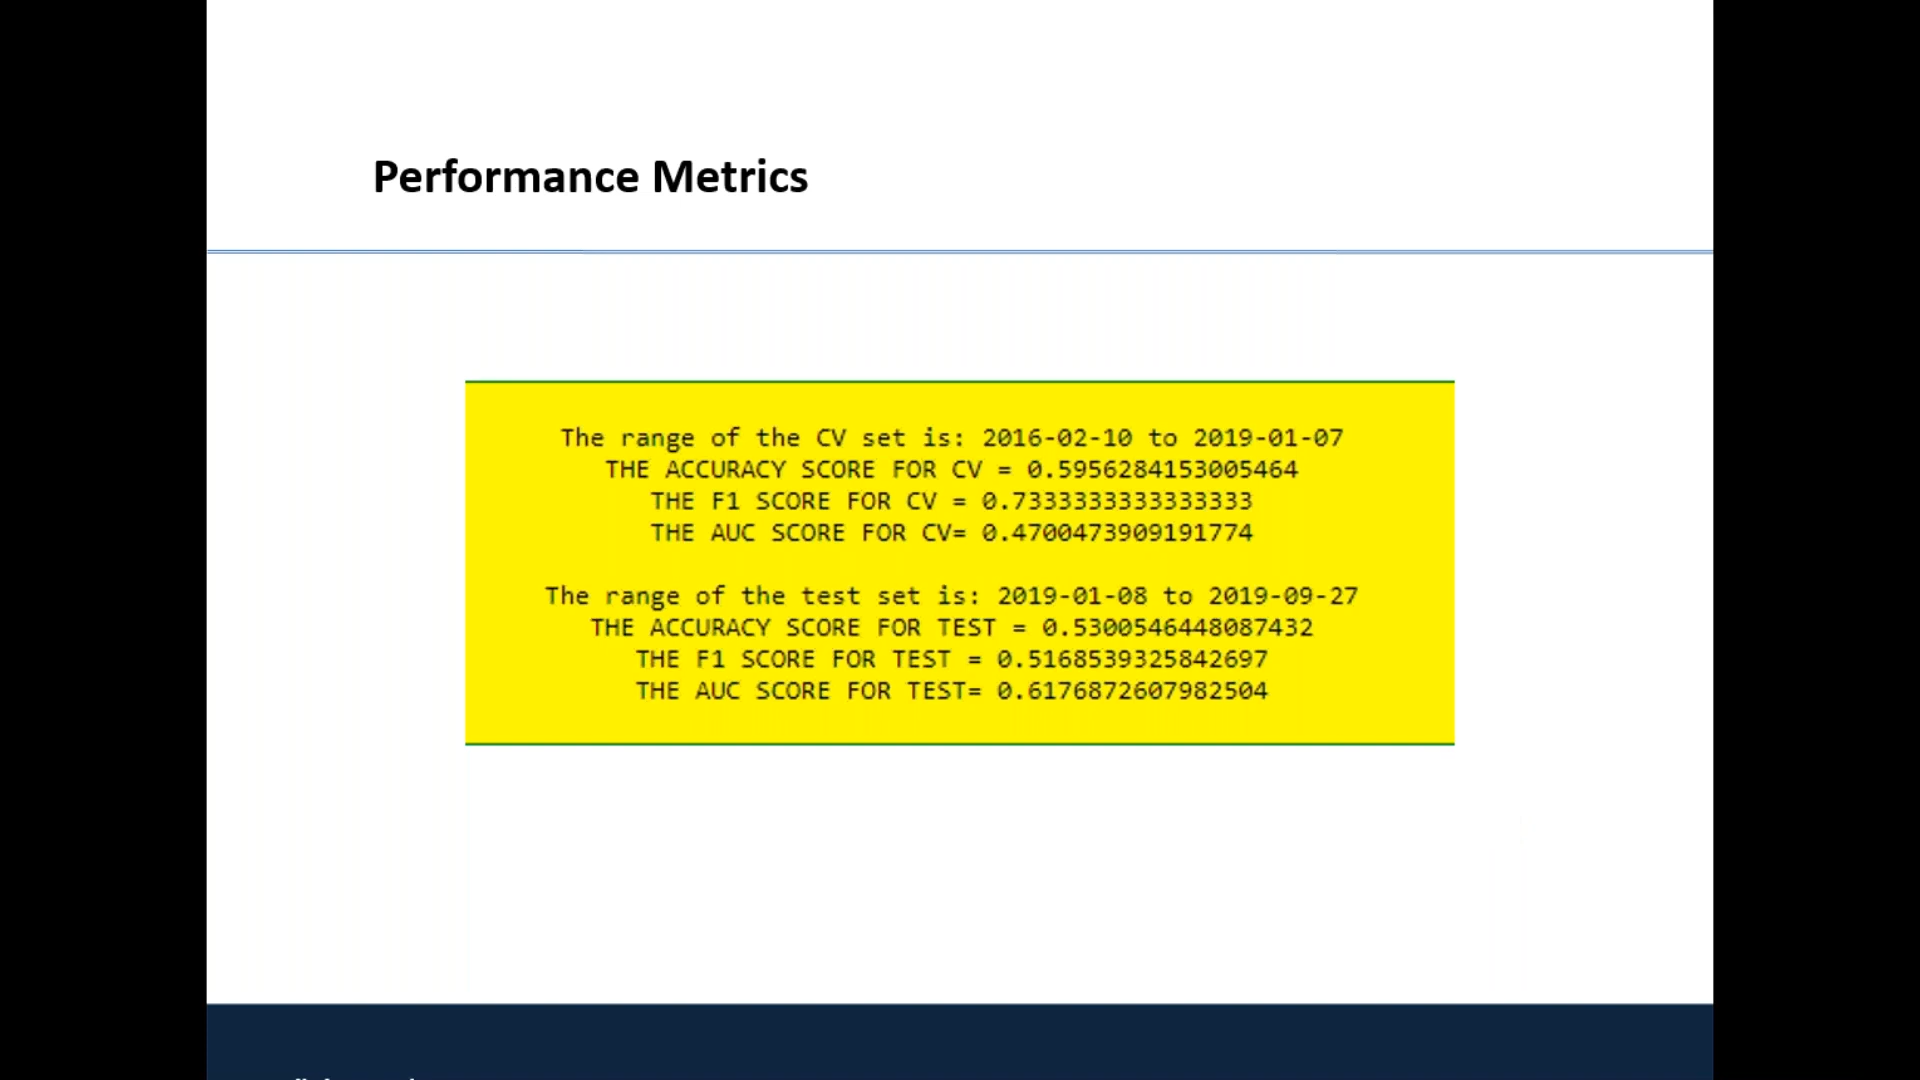 Performance Metrics
The range of the CV set is: 2016-02-10 to 2019-01-07
THE ACCURACY SCORE FOR CV = 0.5956284153005464
THE F1 SCORE FOR CV = 0.7333333333333333
THE AUC SCORE FOR CV= 0.4700473909191774
The range of the test set is: 2019-01-08 to 2019-09-27
THE ACCURACY SCORE FOR TEST = 0.5300546448087432
THE F1 SCORE FOR TEST = 0.5168539325842697
THE AUC SCORE FOR TEST= 0.6176872607982504